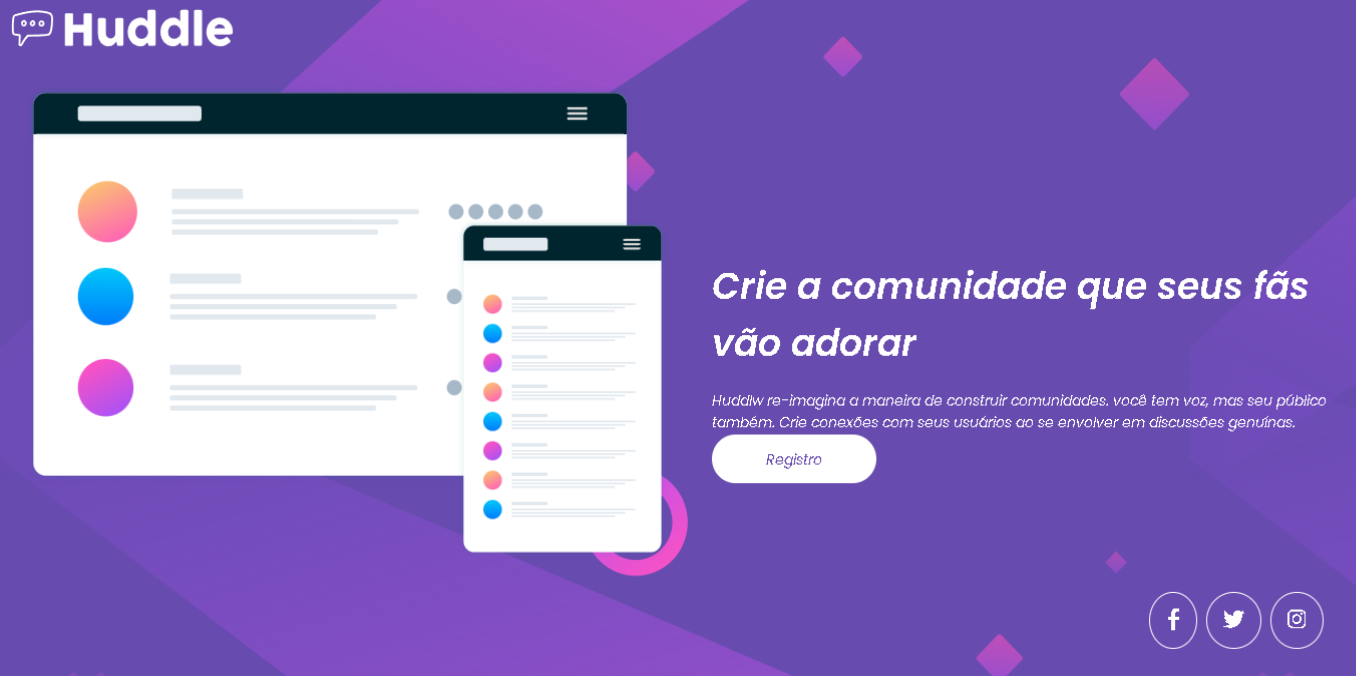 Huddle
Crie a comunidade que seus fãs
vão adorar
Huddlw re-imagina a maneira de construir comunidades. você tem voz, mas seu público
também. Crie conexões com seus usuários ao se envolver em discussões genuínas.
Registro